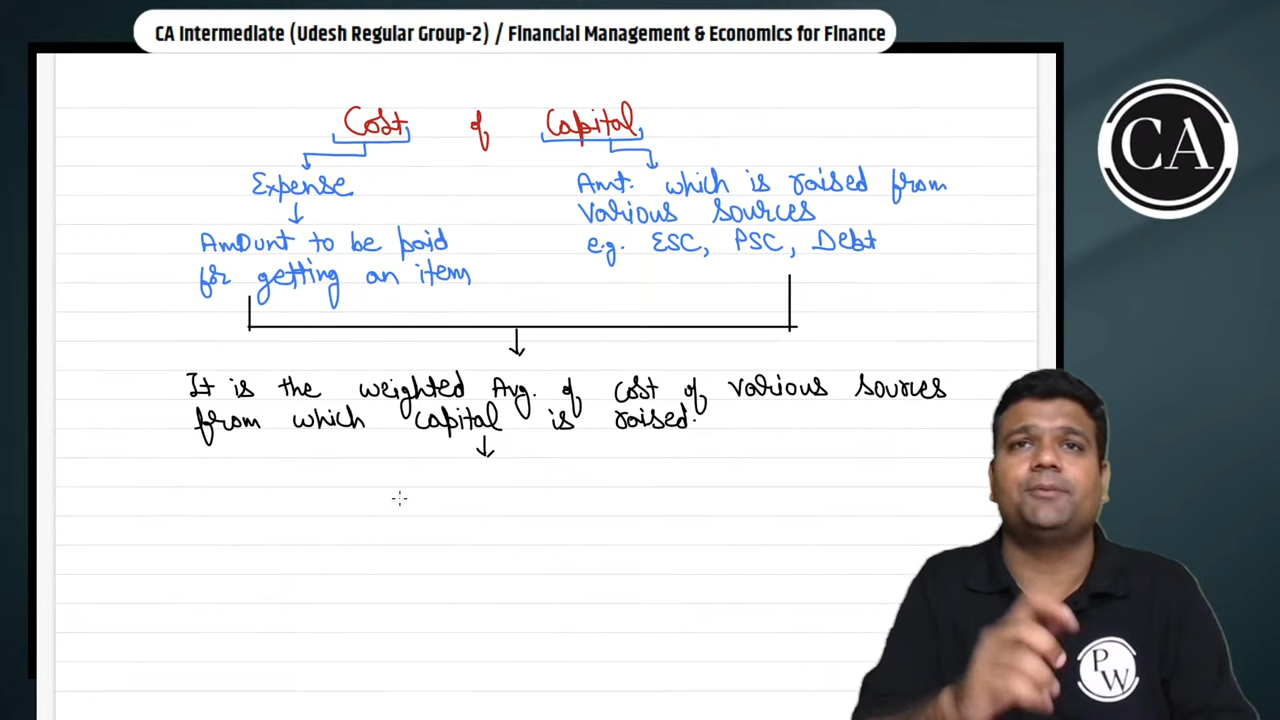 CA Intermediate (Udesh Regular Group-2) / Financial Management & Economics for Finance
CA
Cost of Capital
Expense
Amount to be paid
for getting an item
Amt. which is raised from
various sources
e.g. ESC, PSC, Debt
It is the weighted Avg. of cost of various sources
from which capital is raised.
PW